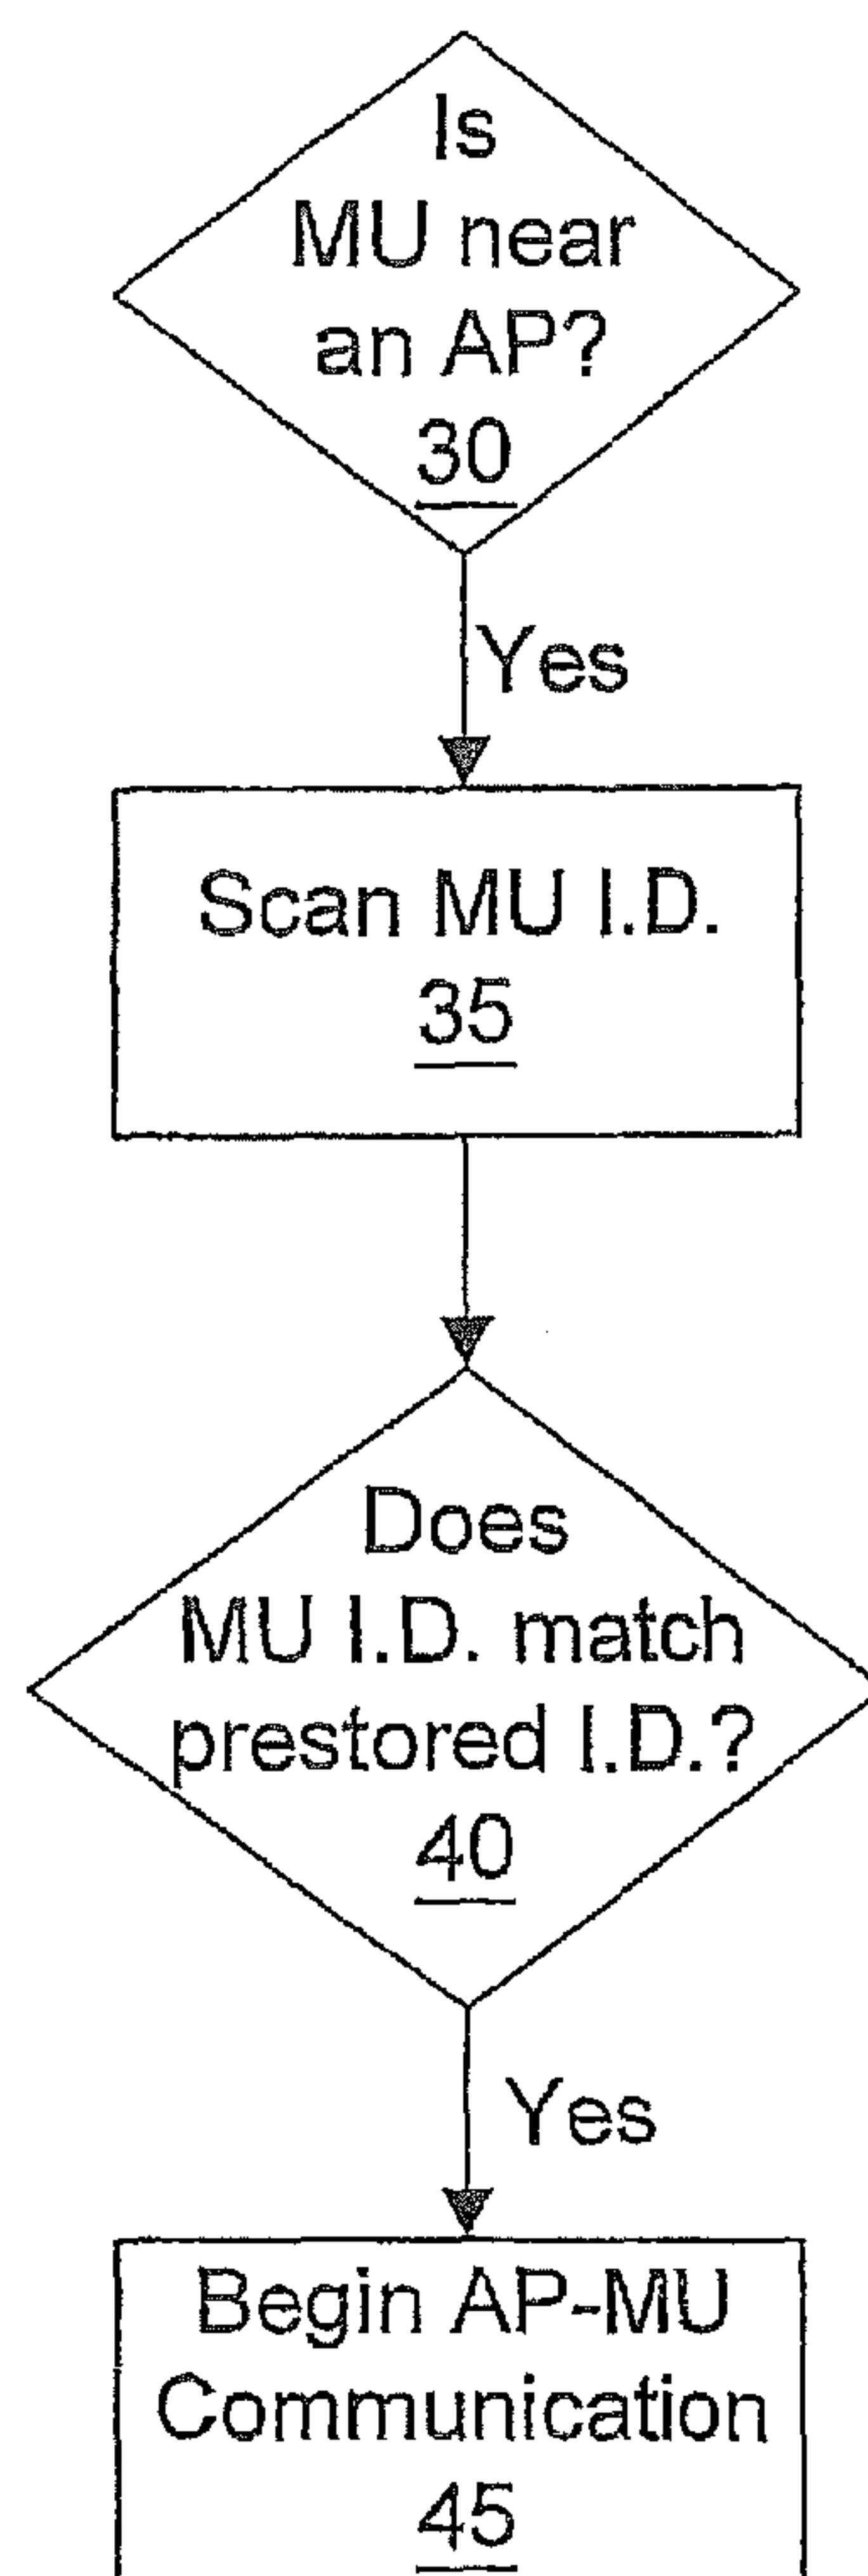 Is
MU near
an AP?
30
Yes
Scan MU I.D.
35
Does
MU I.D. match
prestored I.D.?
40
Yes
Begin AP-MU
Communication
45